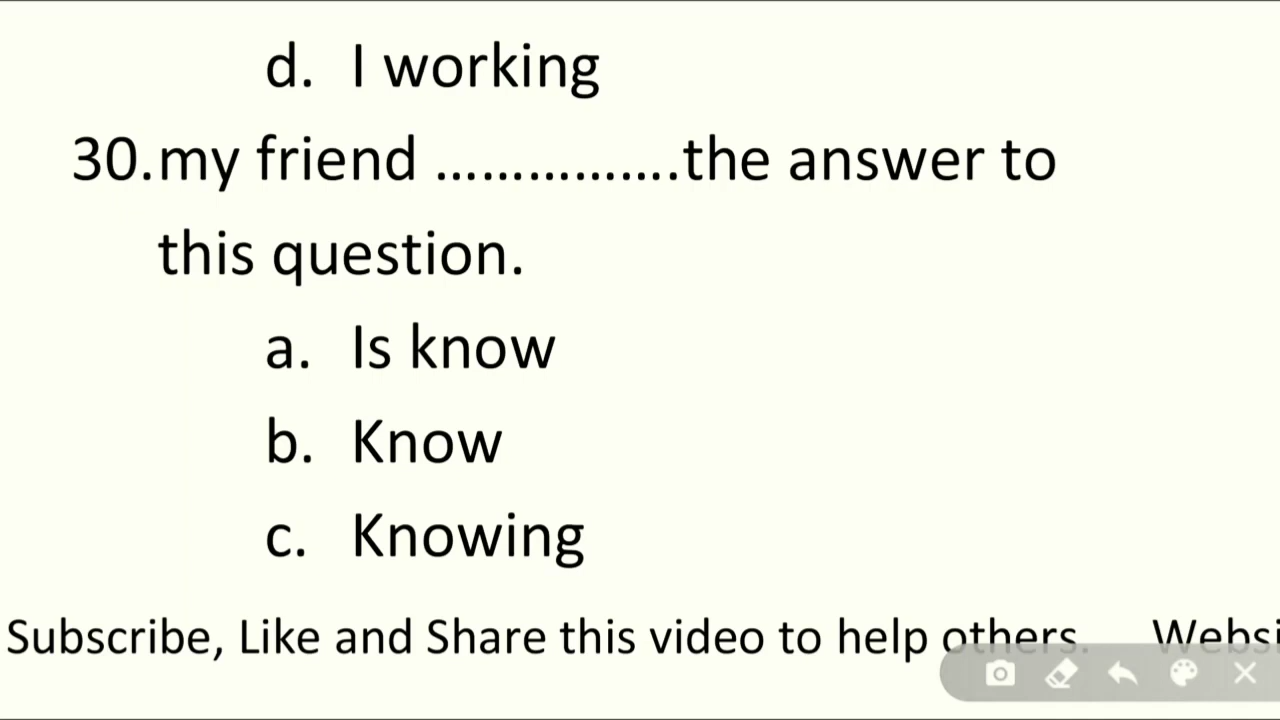 d. I working
30. my friend …………….the answer to
this question.
a. Is know
b. Know
c. Knowing
Subscribe, Like and Share this video to help others. Websi